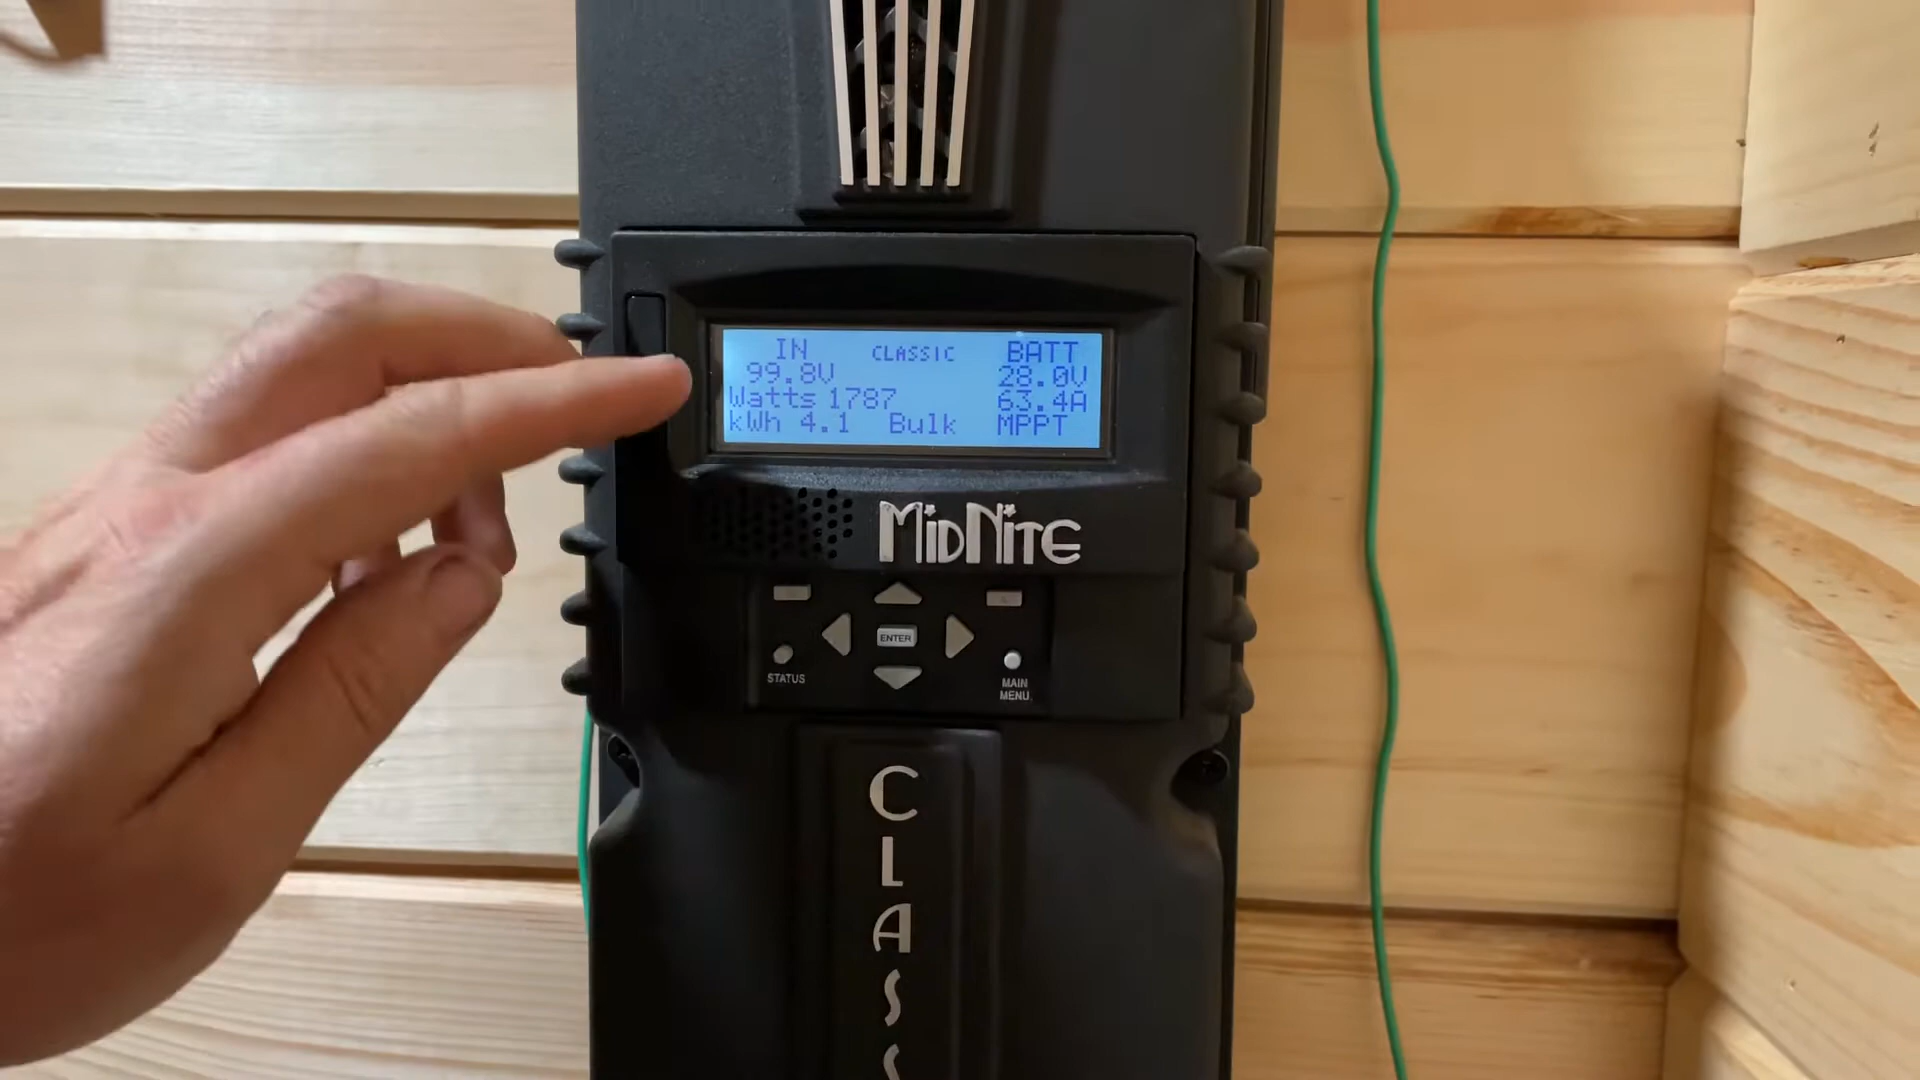 IN CLASSIC BATT
99.8V 28.0V
Watts 1787 63.4A
kWh 4.1 Bulk MPPT
MIDNITE
ENTER
STATUS
MAIN
MENU
C
L
A
S